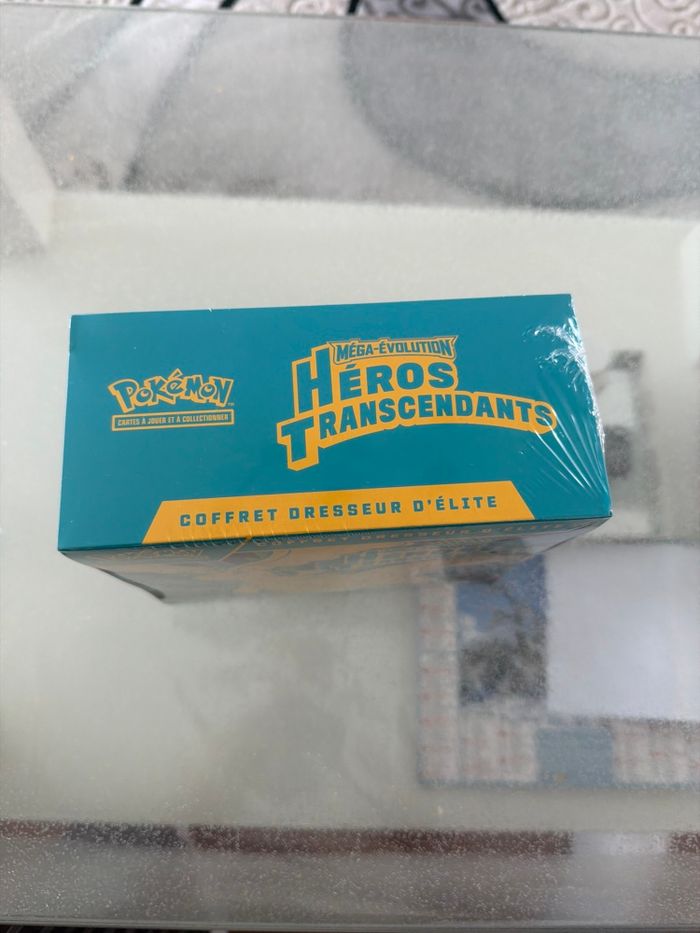 Pokémon
CARTES À JOUER ET À COLLECTIONNER
MÉGA-ÉVOLUTION
HÉROS
TRANSCENDANTS
COFFRET DRESSEUR D'ÉLITE